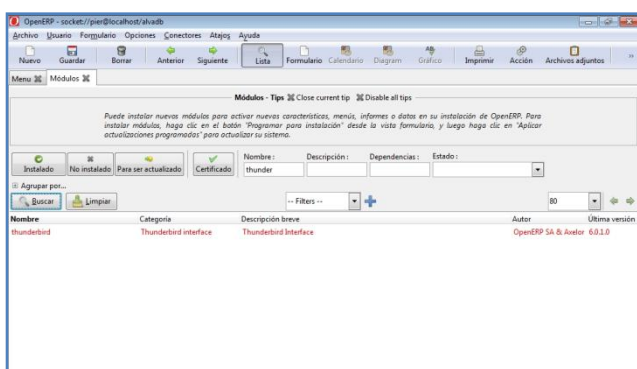 OpenERP - socket://pier@localhost/alvadb
Archivo Usuario Formulario Opciones Conectores Atajos Ayuda
Nuevo Guardar Borrar Anterior Siguiente Lista Formulario Calendario Diagram Gráfico Imprimir Acción Archivos adjuntos
Menu Módulos
Módulos - Tips Close current tip Disable all tips
Puede instalar nuevos módulos para activar nuevas características, menús, informes o datos en su instalación de OpenERP. Para
instalar módulos, haga clic en el botón "Programar para instalación" desde la vista formulario, y luego haga clic en "Aplicar
actualizaciones programadas" para actualizar su sistema.
Nombre : Descripción : Dependencias : Estado :
Instalado No instalado Para ser actualizado Certificado thunder
Agrupar por...
Buscar Limpiar -- Filters -- 80
Nombre Categoría Descripción breve Autor Última versión
thunderbird Thunderbird interface Thunderbird Interface OpenERP SA & Axelor 6.0.1.0